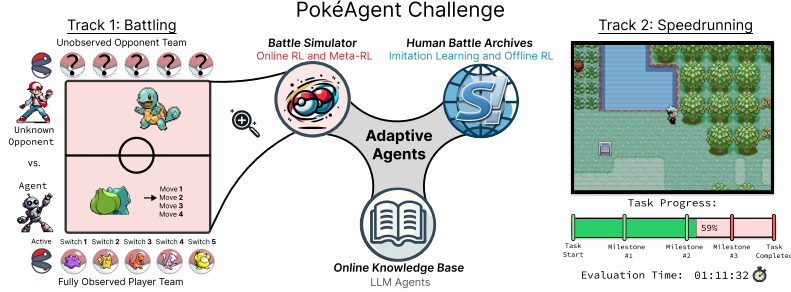 PokéAgent Challenge
Track 1: Battling
Unobserved Opponent Team
? ? ? ? ?
Unknown
Opponent
vs.
Agent
Move 1
Move 2
Move 3
Move 4
Active Switch 1 Switch 2 Switch 3 Switch 4 Switch 5
Fully Observed Player Team
Battle Simulator
Online RL and Meta-RL
Human Battle Archives
Imitation Learning and Offline RL
S!
Adaptive
Agents
Online Knowledge Base
LLM Agents
Track 2: Speedrunning
Task Progress:
59%
Task
Start
Milestone
#1
Milestone
#2
Milestone
#3
Task
Completed
Evaluation Time: 01:11:32